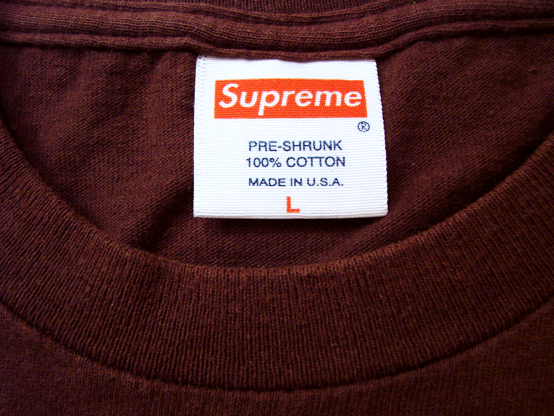 Supreme
®
PRE-SHRUNK
100% COTTON
MADE IN U.S.A.
L